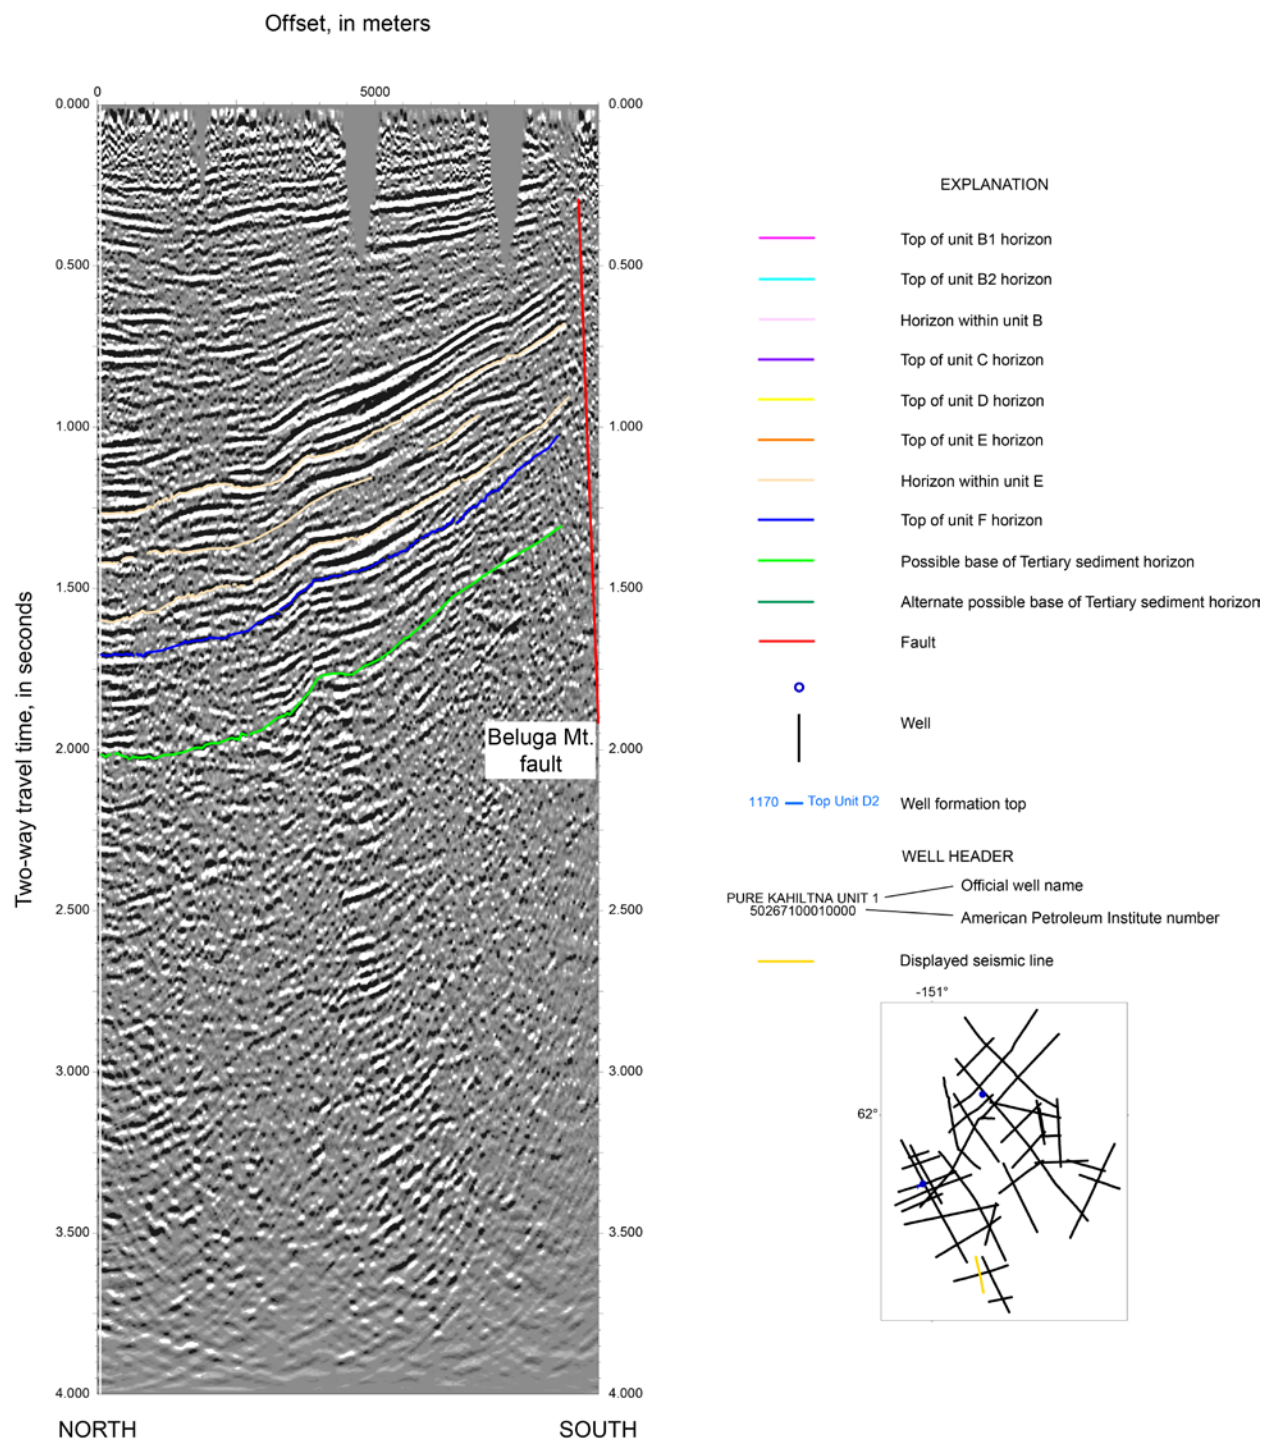 Offset, in meters
0
5000
0.000
0.000
0.500
0.500
1.000
1.000
1.500
1.500
2.000
2.000
2.500
2.500
3.000
3.000
3.500
3.500
4.000
4.000
Two-way travel time, in seconds
Beluga Mt.
fault
NORTH
SOUTH
EXPLANATION
Top of unit B1 horizon
Top of unit B2 horizon
Horizon within unit B
Top of unit C horizon
Top of unit D horizon
Top of unit E horizon
Horizon within unit E
Top of unit F horizon
Possible base of Tertiary sediment horizon
Alternate possible base of Tertiary sediment horizon
Fault
Well
1170
Top Unit D2
Well formation top
WELL HEADER
Official well name
PURE KAHILTNA UNIT 1
50267100010000
American Petroleum Institute number
Displayed seismic line
-151°
62°